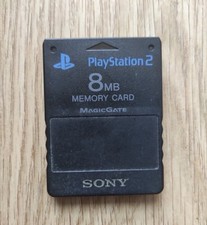 PlayStation 2
8MB
MEMORY CARD
MAGICGATE
SONY